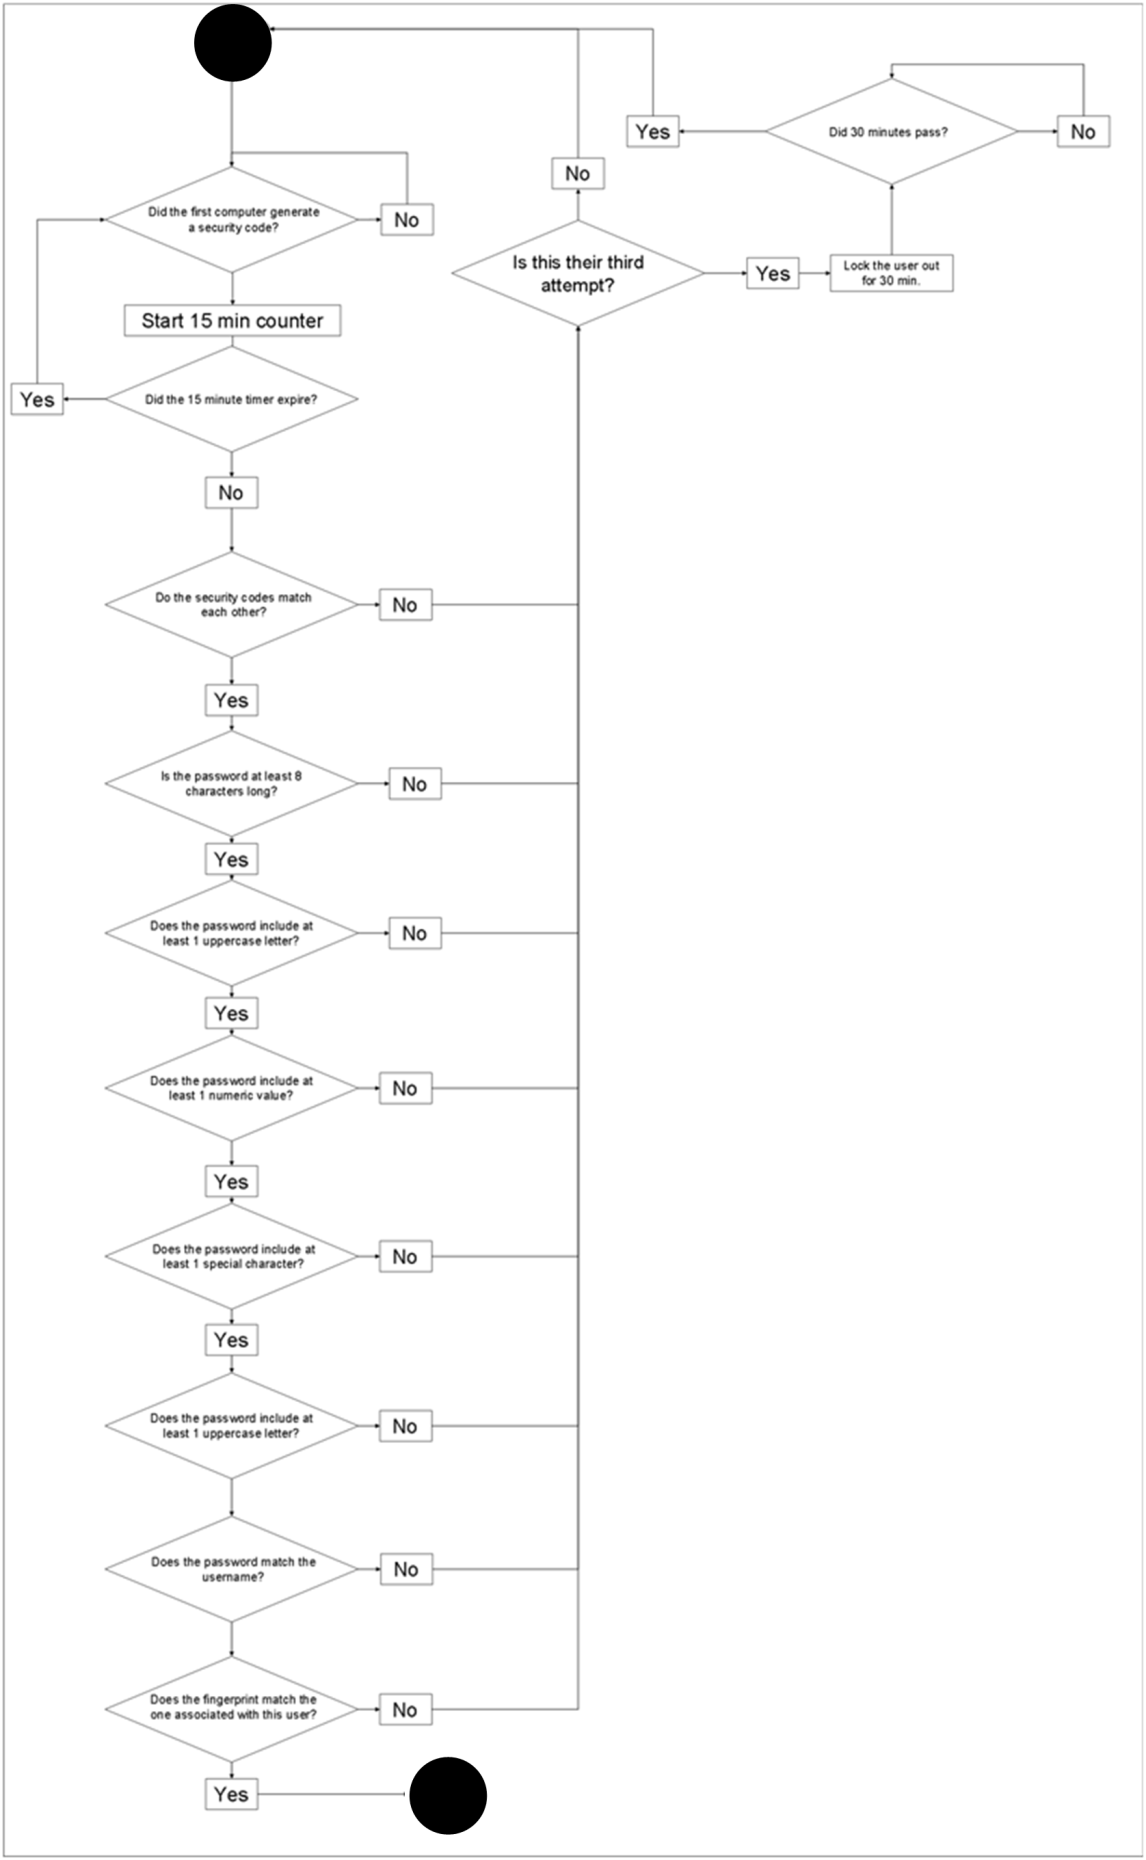 Did 30 minutes pass?
Yes
No
No
Did the first computer generate
a security code?
No
Is this their third
attempt?
Yes
Lock the user out
for 30 min.
Start 15 min counter
Did the 15 minute timer expire?
Yes
No
Do the security codes match
each other?
No
Yes
Is the password at least 8
characters long?
No
Yes
Does the password include at
least 1 uppercase letter?
No
Yes
Does the password include at
least 1 numeric value?
No
Yes
Does the password include at
least 1 special character?
No
Yes
Does the password include at
least 1 uppercase letter?
No
Does the password match the
username?
No
Does the fingerprint match the
one associated with this user?
No
Yes